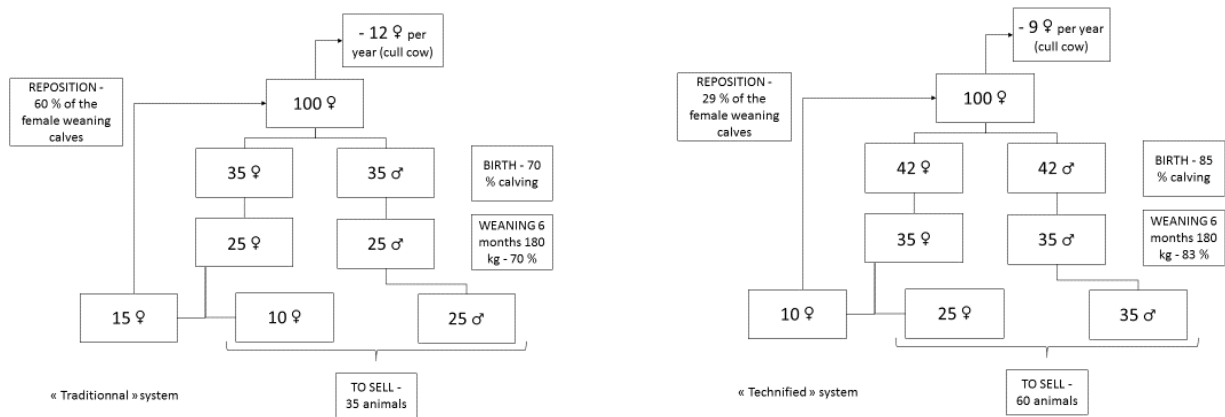 - 12 ♀ per
year (cull cow)
REPOSITION -
60 % of the
female weaning
calves
100 ♀
35 ♀
35 ♂
BIRTH - 70
% calving
25 ♀
25 ♂
WEANING 6
months 180
kg - 70 %
15 ♀
10 ♀
25 ♂
« Traditionnal » system
TO SELL -
35 animals
- 9 ♀ per year
(cull cow)
REPOSITION -
29 % of the
female weaning
calves
100 ♀
42 ♀
42 ♂
BIRTH - 85
% calving
35 ♀
35 ♂
WEANING 6
months 180
kg - 83 %
10 ♀
25 ♀
35 ♂
« Technified » system
TO SELL -
60 animals